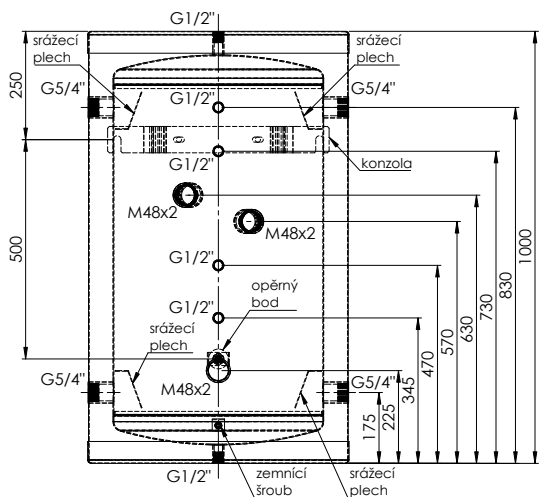 G1/2"
srážecí
plech
srážecí
plech
G5/4"
G1/2"
G5/4"
250
G1/2"
konzola
M48x2
M48x2
500
G1/2"
opěrný
bod
G1/2"
srážecí
plech
G5/4"
M48x2
G5/4"
175
225
345
470
570
630
730
830
1000
G1/2"
zemnící
šroub
srážecí
plech